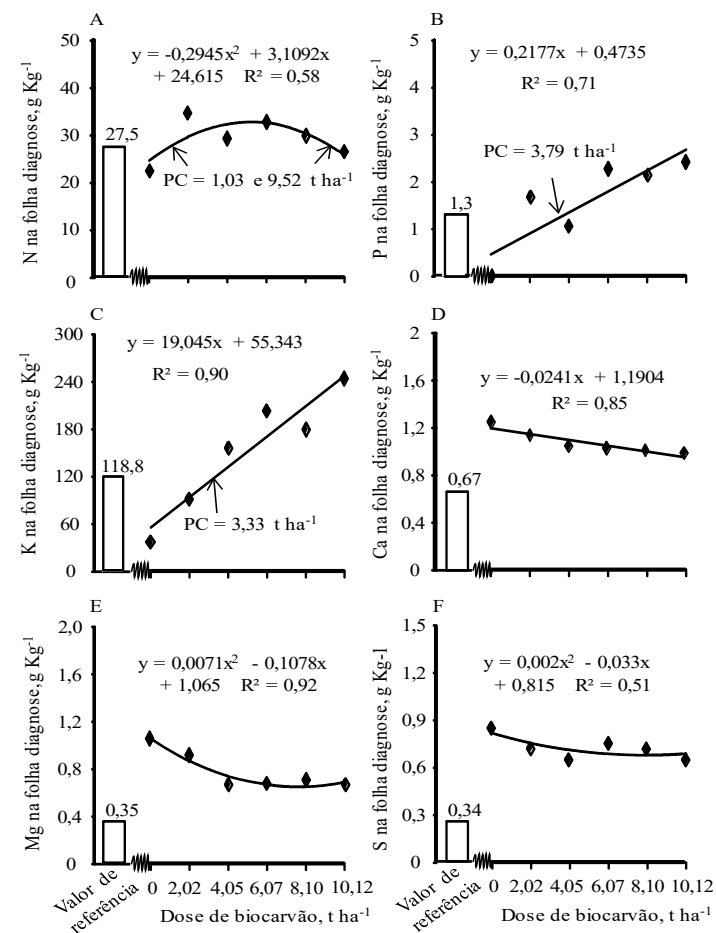 A
N na folha diagnose, g Kg⁻¹
50
40
30
20
10
0
27,5
y = -0,2945x² + 3,1092x
+ 24,615 R² = 0,58
PC = 1,03 e 9,52 t ha⁻¹
B
P na folha diagnose, g Kg⁻¹
5
4
3
2
1
0
1,3
y = 0,2177x + 0,4735
R² = 0,71
PC = 3,79 t ha⁻¹
C
K na folha diagnose, g Kg⁻¹
300
240
180
120
60
0
118,8
y = 19,045x + 55,343
R² = 0,90
PC = 3,33 t ha⁻¹
D
Ca na folha diagnose, g Kg⁻¹
2
1,6
1,2
0,8
0,4
0
0,67
y = -0,0241x + 1,1904
R² = 0,85
E
Mg na folha diagnose, g Kg⁻¹
2,0
1,6
1,2
0,8
0,4
0
0,35
y = 0,0071x² - 0,1078x
+ 1,065 R² = 0,92
Valor de
referência
0 2,02 4,05 6,07 8,10 10,12
Dose de biocarvão, t ha⁻¹
F
S na folha diagnose, g Kg-1
1,5
1,2
0,9
0,6
0,3
0
0,34
y = 0,002x² - 0,033x
+ 0,815 R² = 0,51
Valor de
referência
0 2,02 4,05 6,07 8,10 10,12
Dose de biocarvão, t ha⁻¹